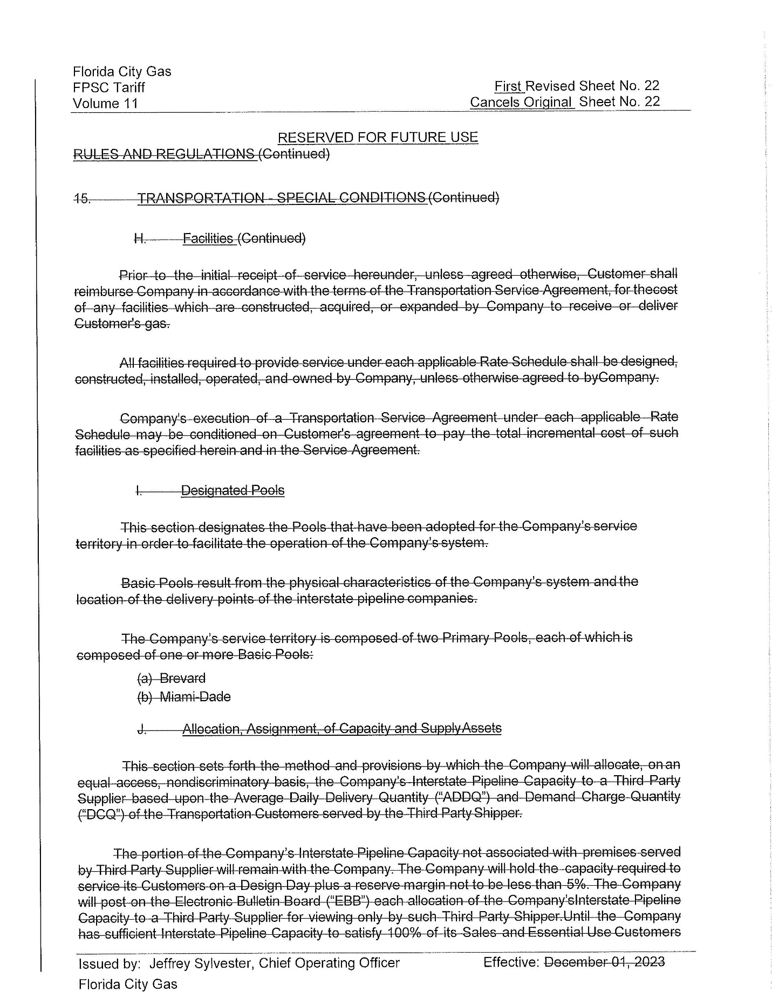 Florida City Gas
FPSC Tariff
First Revised Sheet No. 22
Volume 11
Cancels Original Sheet No. 22
RESERVED FOR FUTURE USE
RULES AND REGULATIONS (Continued)
15. TRANSPORTATION - SPECIAL CONDITIONS (Continued)
H. Facilities (Continued)
Prior to the initial receipt of service hereunder, unless agreed otherwise, Customer shall
reimburse Company in accordance with the terms of the Transportation Service Agreement, for thecost
of any facilities which are constructed, acquired, or expanded by Company to receive or deliver
Customer's gas.
All facilities required to provide service under each applicable Rate Schedule shall be designed,
constructed, installed, operated, and owned by Company, unless otherwise agreed to byCompany.
Company's execution of a Transportation Service Agreement under each applicable Rate
Schedule may be conditioned on Customer's agreement to pay the total incremental cost of such
facilities as specified herein and in the Service Agreement.
I. Designated Pools
This section designates the Pools that have been adopted for the Company's service
territory in order to facilitate the operation of the Company's system.
Basic Pools result from the physical characteristics of the Company's system and the
location of the delivery points of the interstate pipeline companies.
The Company's service territory is composed of two Primary Pools, each of which is
composed of one or more Basic Pools:
(a) Brevard
(b) Miami-Dade
J. Allocation, Assignment, of Capacity and SupplyAssets
This section sets forth the method and provisions by which the Company will allocate, on an
equal access, nondiscriminatory basis, the Company's Interstate Pipeline Capacity to a Third Party
Supplier based upon the Average Daily Delivery Quantity ("ADDQ") and Demand Charge Quantity
("DCQ") of the Transportation Customers served by the Third Party Shipper.
The portion of the Company's Interstate Pipeline Capacity not associated with premises served
by Third Party Supplier will remain with the Company. The Company will hold the capacity required to
service its Customers on a Design Day plus a reserve margin not to be less than 5%. The Company
will post on the Electronic Bulletin Board ("EBB") each allocation of the Company'sInterstate Pipeline
Capacity to a Third Party Supplier for viewing only by such Third Party Shipper.Until the Company
has sufficient Interstate Pipeline Capacity to satisfy 100% of its Sales and Essential Use Customers
Issued by: Jeffrey Sylvester, Chief Operating Officer
Effective: December 01, 2023
Florida City Gas